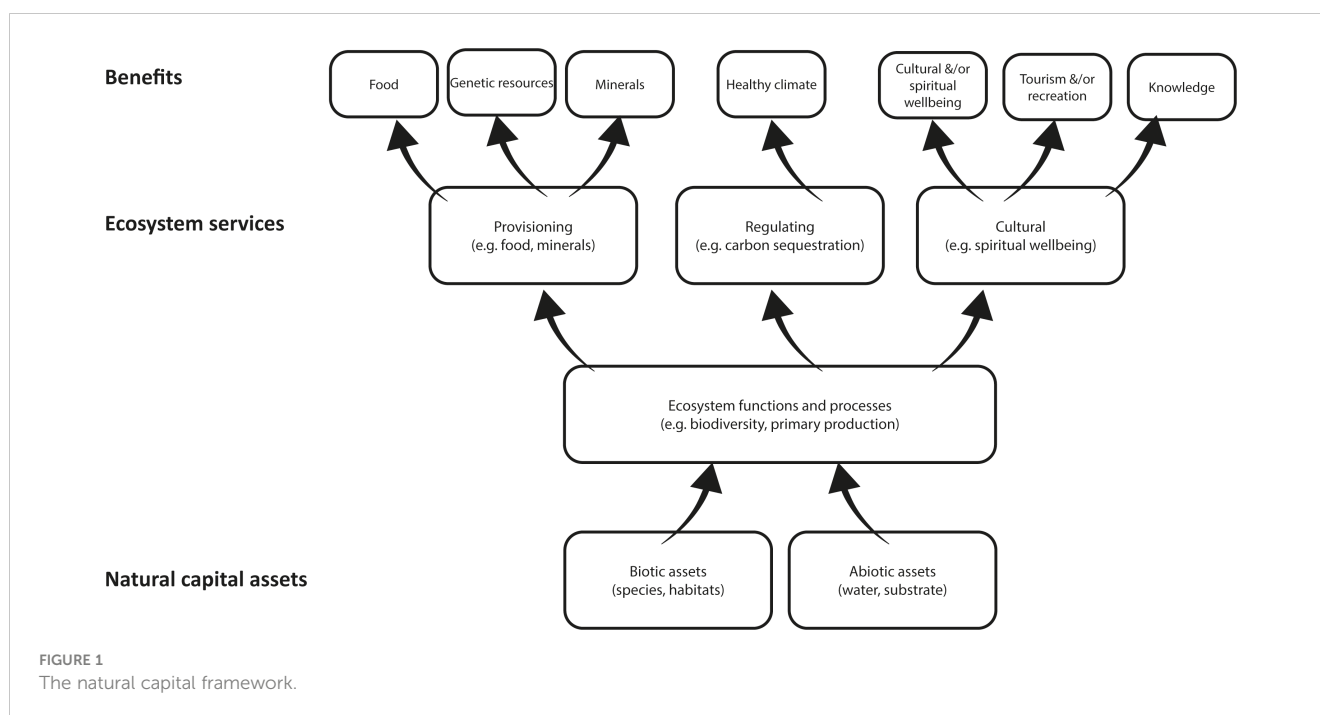 Benefits
Food
Genetic resources
Minerals
Healthy climate
Cultural &/or
spiritual
wellbeing
Tourism &/or
recreation
Knowledge
Ecosystem services
Provisioning
(e.g. food, minerals)
Regulating
(e.g. carbon sequestration)
Cultural
(e.g. spiritual wellbeing)
Ecosystem functions and processes
(e.g. biodiversity, primary production)
Natural capital assets
Biotic assets
(species, habitats)
Abiotic assets
(water, substrate)
FIGURE 1
The natural capital framework.